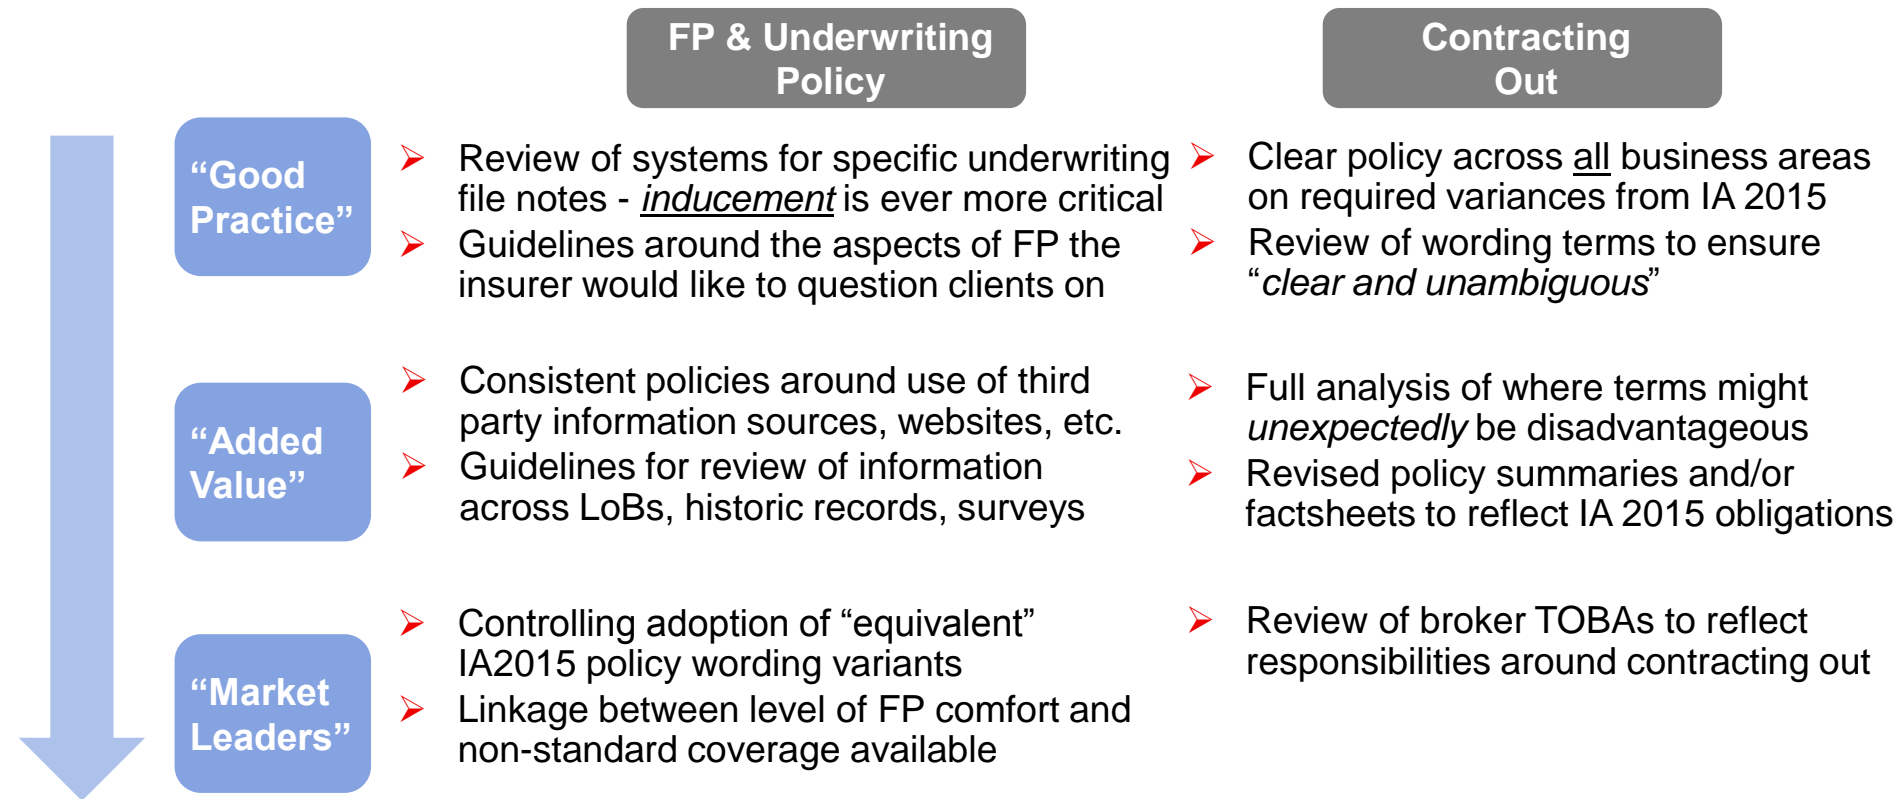 FP & Underwriting
Policy
Contracting
Out
“Good
Practice”
Review of systems for specific underwriting
file notes - inducement is ever more critical
Guidelines around the aspects of FP the
insurer would like to question clients on
Clear policy across all business areas
on required variances from IA 2015
Review of wording terms to ensure
“clear and unambiguous”
“Added
Value”
Consistent policies around use of third
party information sources, websites, etc.
Guidelines for review of information
across LoBs, historic records, surveys
Full analysis of where terms might
unexpectedly be disadvantageous
Revised policy summaries and/or
factsheets to reflect IA 2015 obligations
“Market
Leaders”
Controlling adoption of “equivalent”
IA2015 policy wording variants
Linkage between level of FP comfort and
non-standard coverage available
Review of broker TOBAs to reflect
responsibilities around contracting out